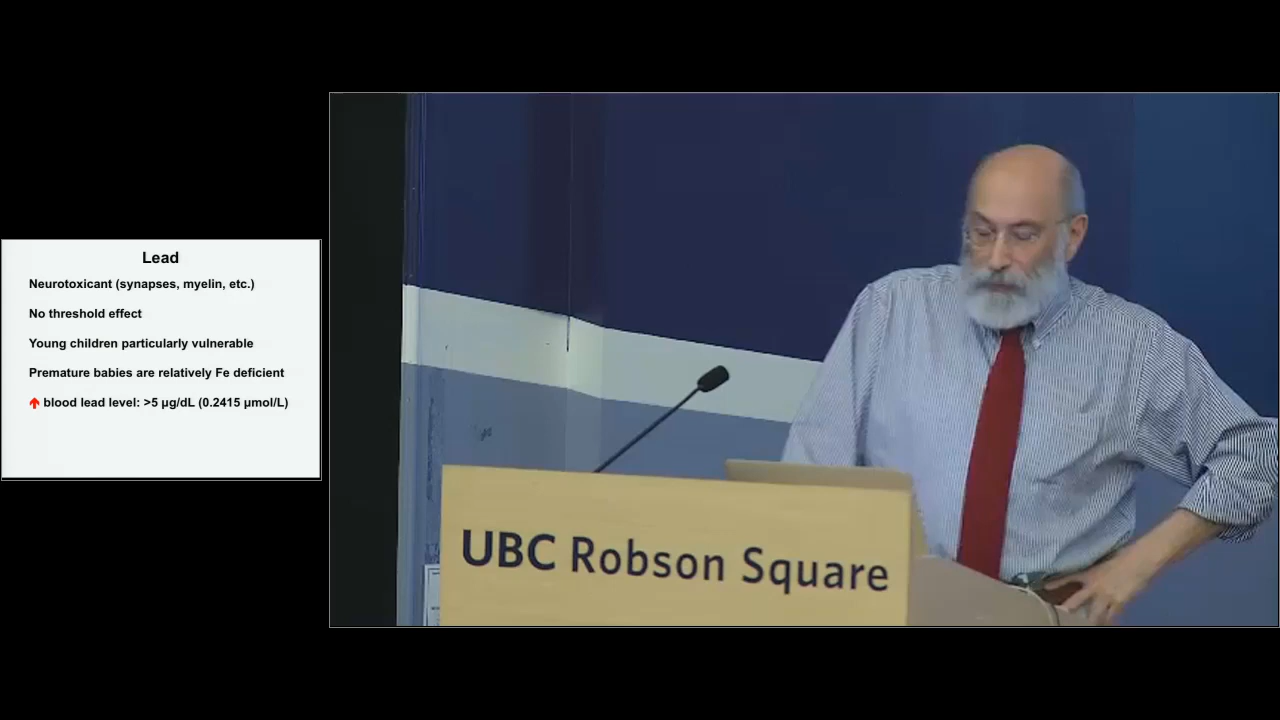 Lead
Neurotoxicant (synapses, myelin, etc.)
No threshold effect
Young children particularly vulnerable
Premature babies are relatively Fe deficient
blood lead level: >5 µg/dL (0.2415 µmol/L)
UBC Robson Square